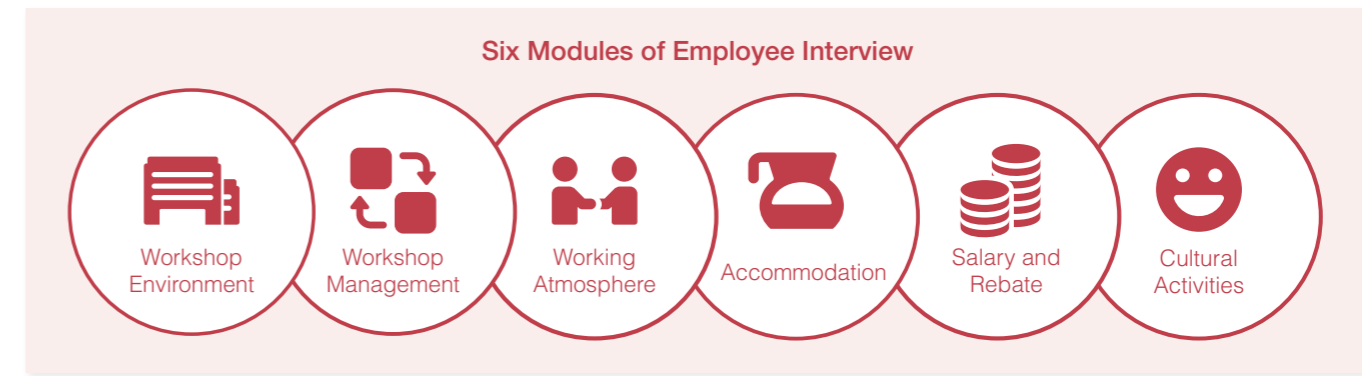 Six Modules of Employee Interview
Workshop
Environment
Workshop
Management
Working
Atmosphere
Accommodation
Salary and
Rebate
Cultural
Activities